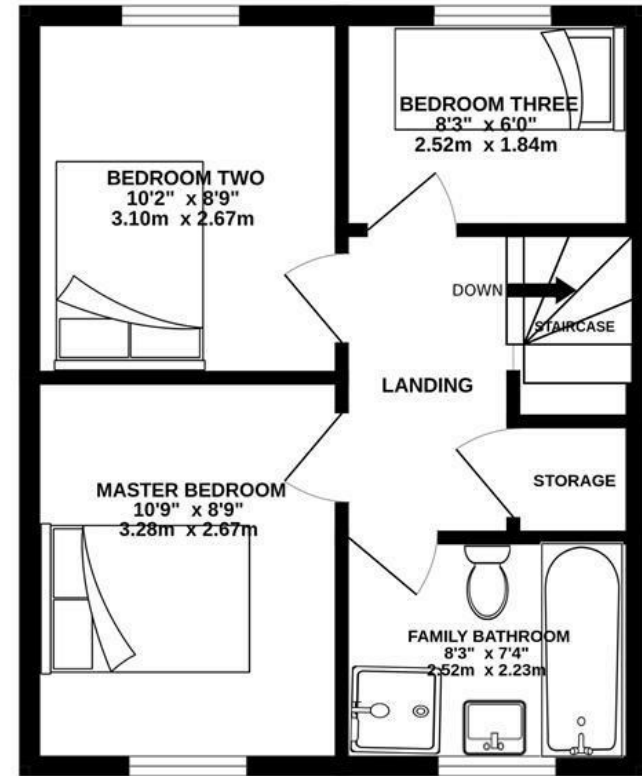 BEDROOM THREE
8'3" x 6'0"
2.52m x 1.84m
BEDROOM TWO
10'2" x 8'9"
3.10m x 2.67m
DOWN
STAIRCASE
LANDING
STORAGE
MASTER BEDROOM
10'9" x 8'9"
3.28m x 2.67m
FAMILY BATHROOM
8'3" x 7'4"
2.52m x 2.23m